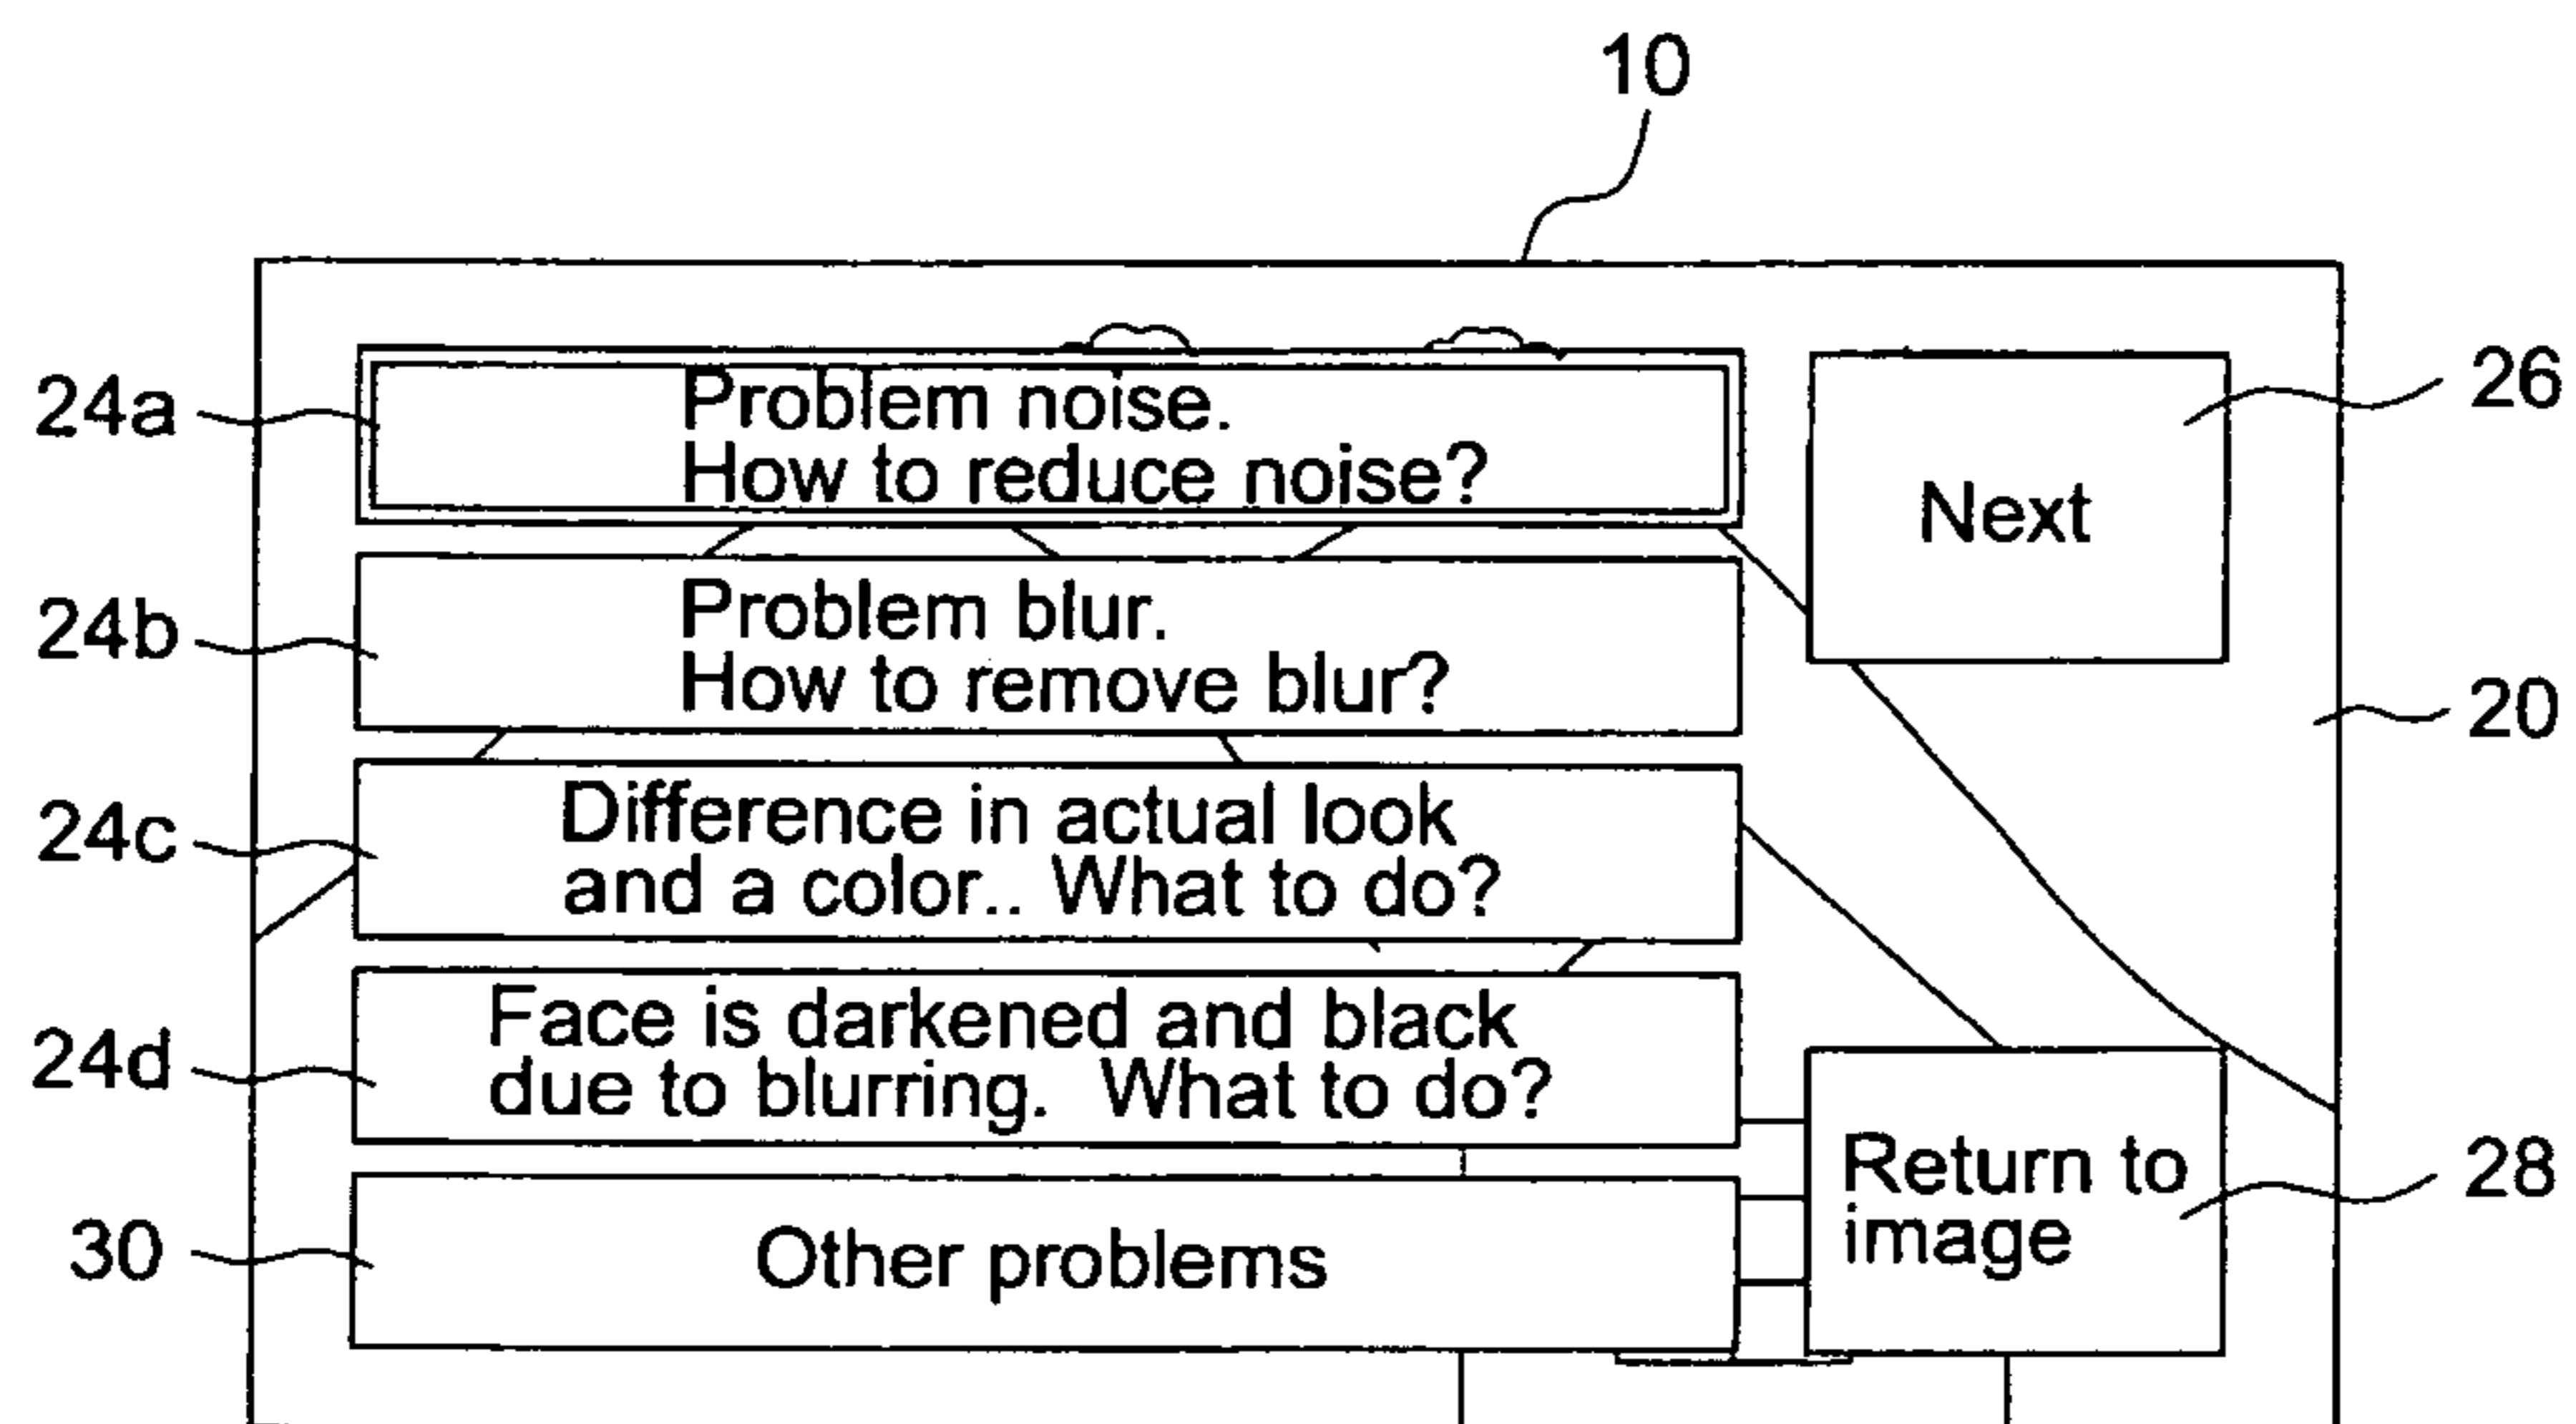 10
24a
Problem noise.
How to reduce noise?
26
Next
24b
Problem blur.
How to remove blur?
20
24c
Difference in actual look
and a color.. What to do?
24d
Face is darkened and black
due to blurring. What to do?
28
Return to
image
30
Other problems